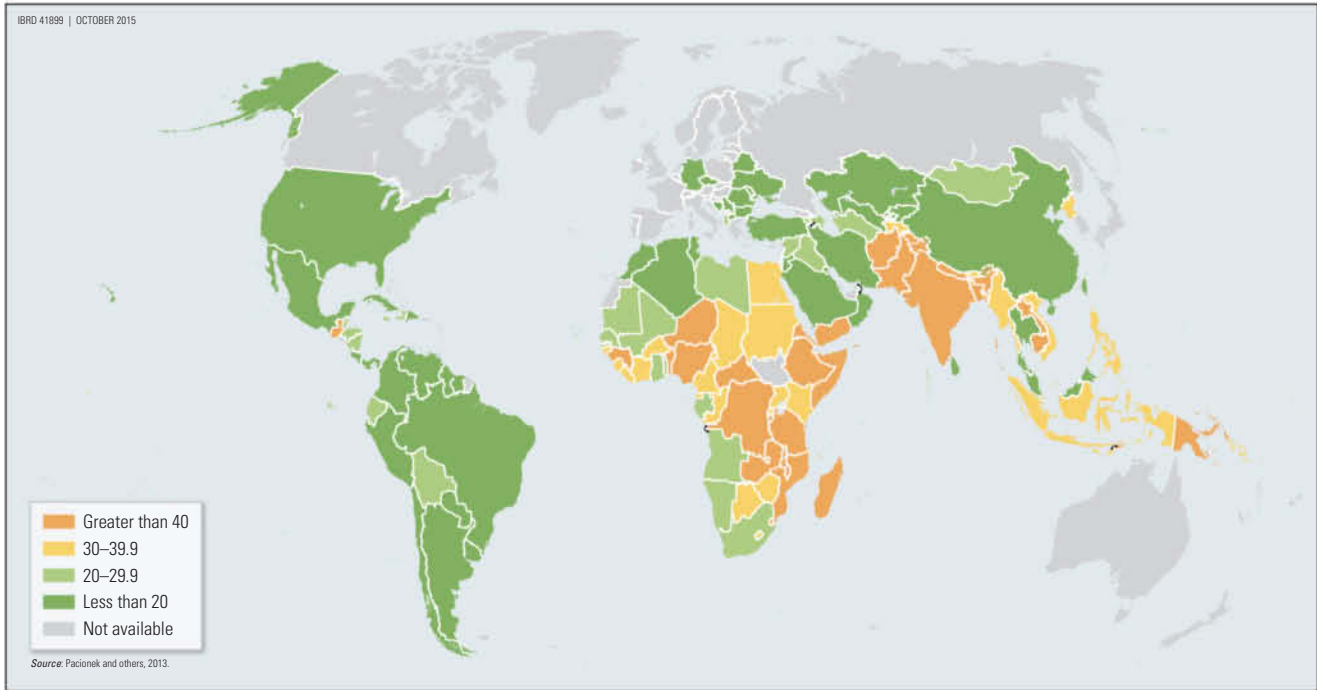 IBRD 41899 | OCTOBER 2015
Greater than 40
30–39.9
20–29.9
Less than 20
Not available
Source: Pacionek and others, 2013.